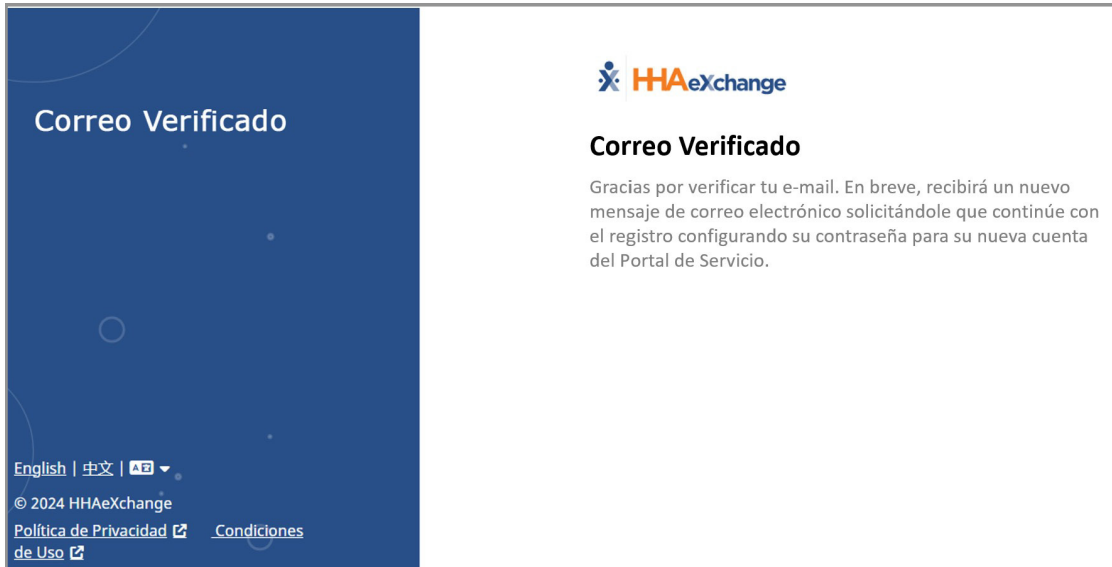 Correo Verificado
HHAeXchange
Correo Verificado
Gracias por verificar tu e-mail. En breve, recibirá un nuevo
mensaje de correo electrónico solicitándole que continúe con
el registro configurando su contraseña para su nueva cuenta
del Portal de Servicio.
English | 中文 |
© 2024 HHAeXchange
Política de Privacidad Condiciones
de Uso